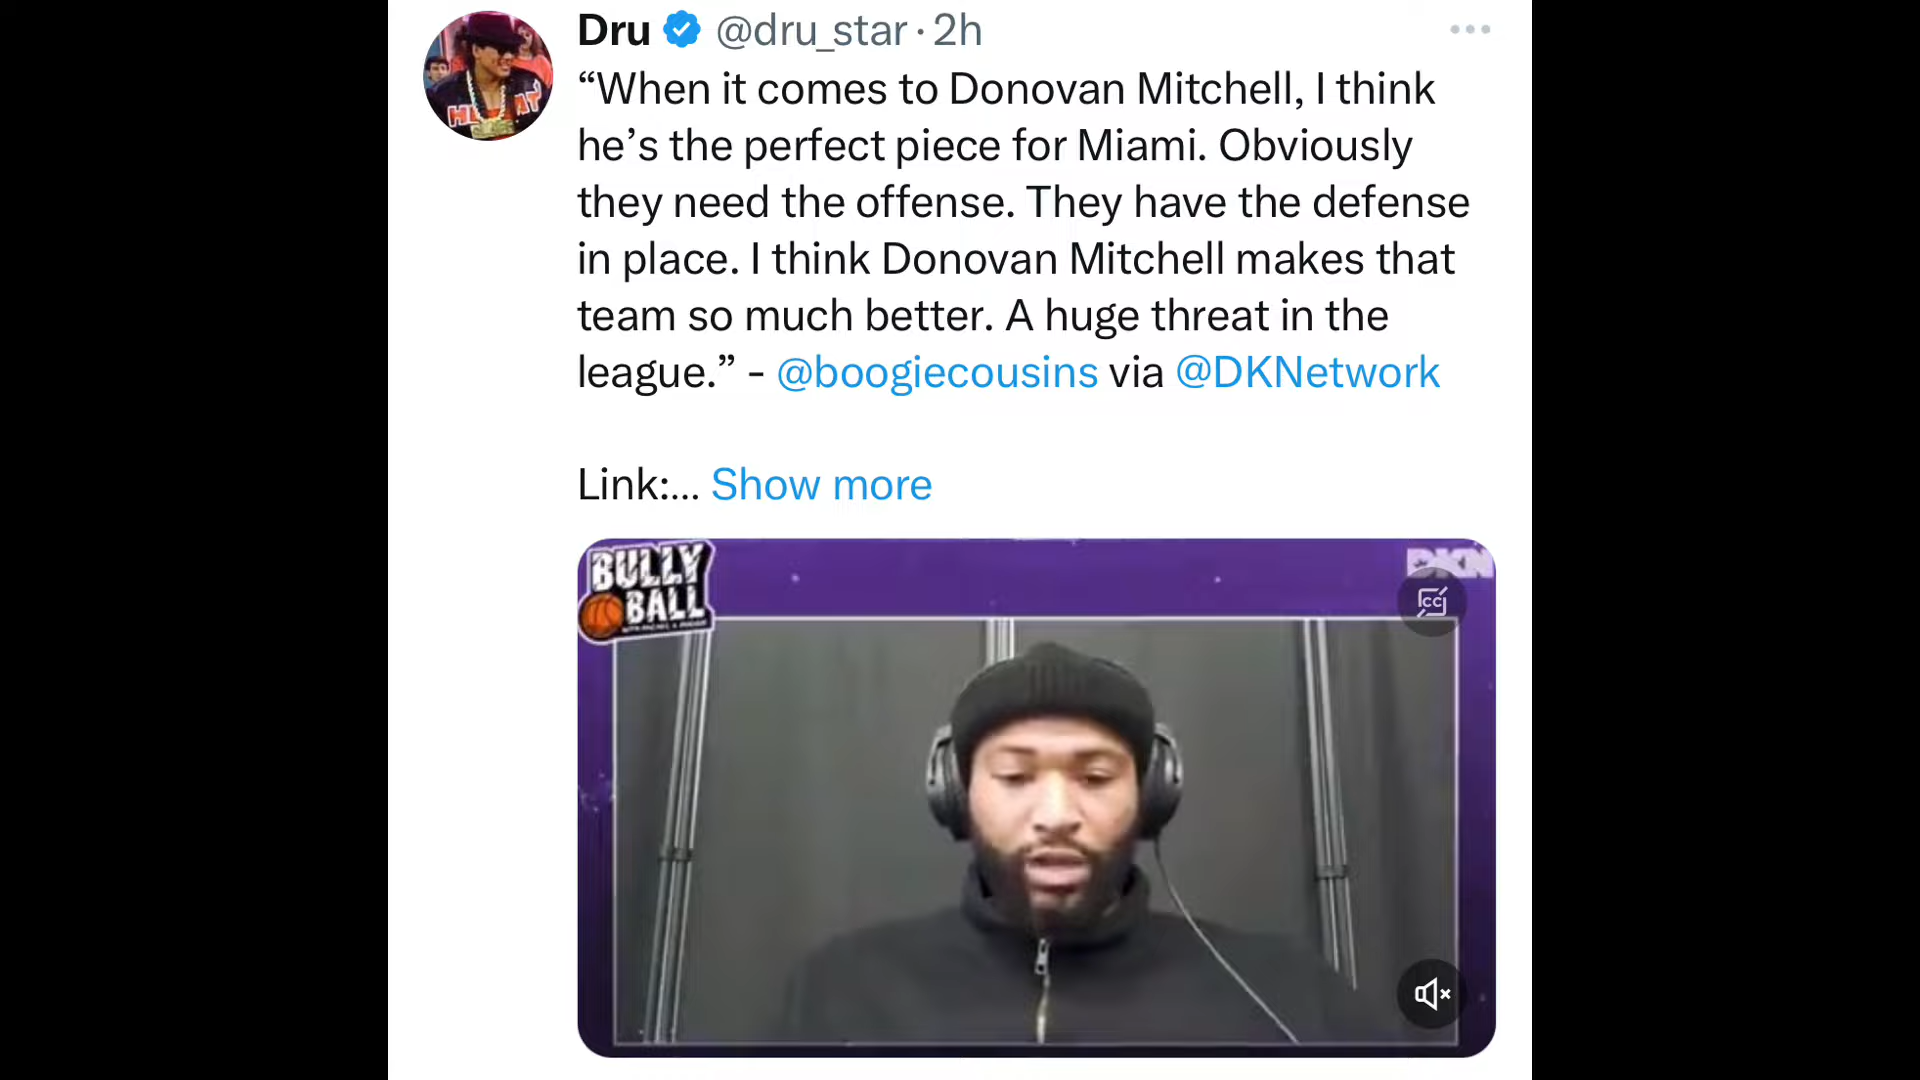 Dru @dru_star · 2h
“When it comes to Donovan Mitchell, I think
he’s the perfect piece for Miami. Obviously
they need the offense. They have the defense
in place. I think Donovan Mitchell makes that
team so much better. A huge threat in the
league.” - @boogiecousins via @DKNetwork
Link:... Show more
BULLY
BALL
DKN
CC